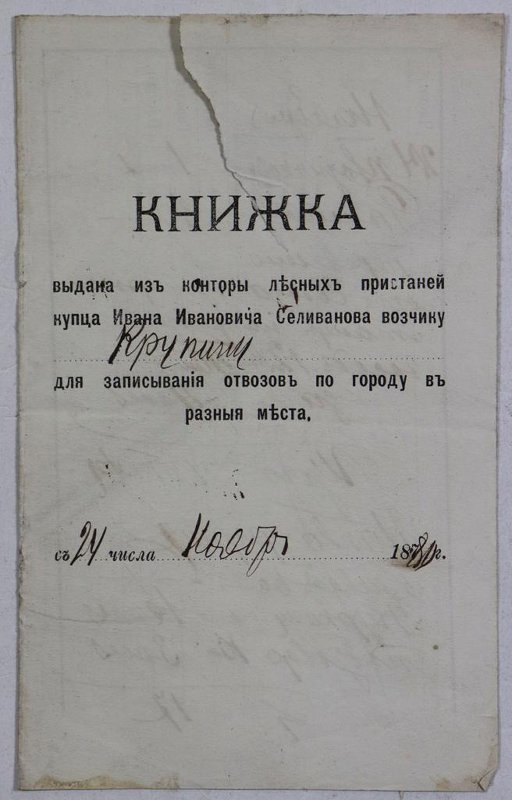 КНИЖКА
выдана изъ конторы лѣсныхъ пристаней
купца Ивана Ивановича Селиванова возчику
Крупину
для записыванія отвозовъ по городу въ
разныя мѣста.
съ 24 числа Ноябрь 18 г.